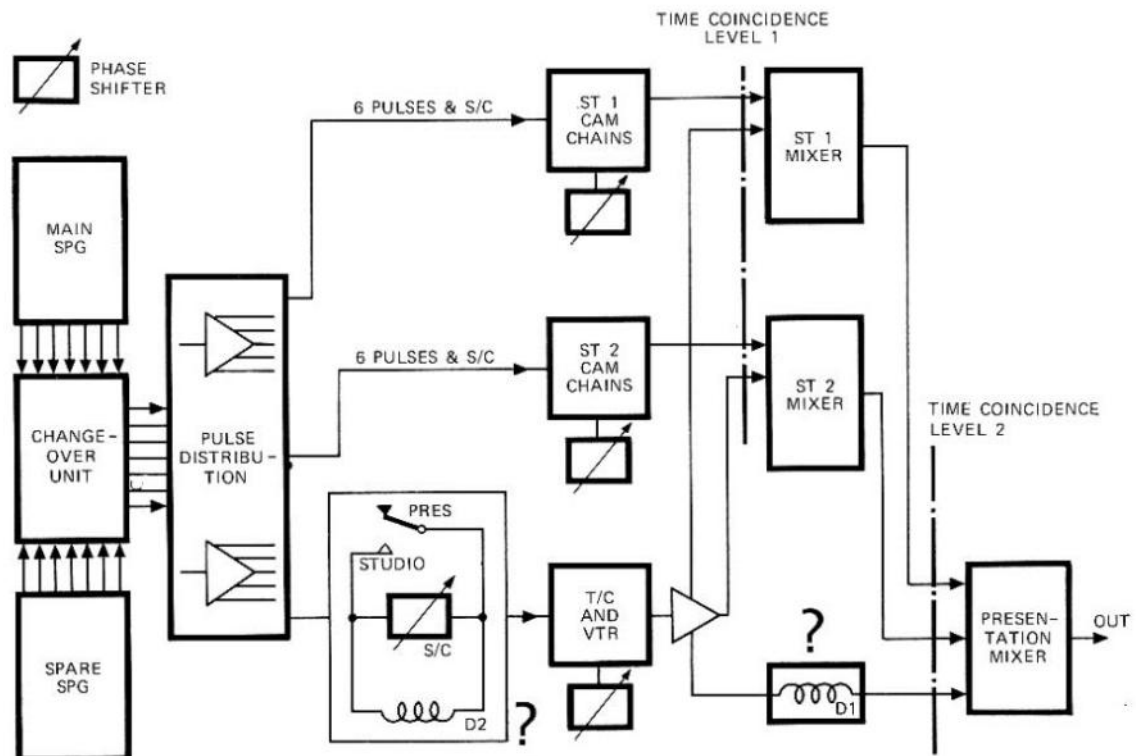 TIME COINCIDENCE
LEVEL 1
PHASE
SHIFTER
6 PULSES & S/C
ST 1
CAM
CHAINS
ST 1
MIXER
MAIN
SPG
6 PULSES & S/C
ST 2
CAM
CHAINS
ST 2
MIXER
TIME COINCIDENCE
LEVEL 2
CHANGE-
OVER
UNIT
PULSE
DISTRIBU-
TION
PRES
STUDIO
S/C
D2
?
T/C
AND
VTR
?
D1
PRESEN-
TATION
MIXER
OUT
SPARE
SPG